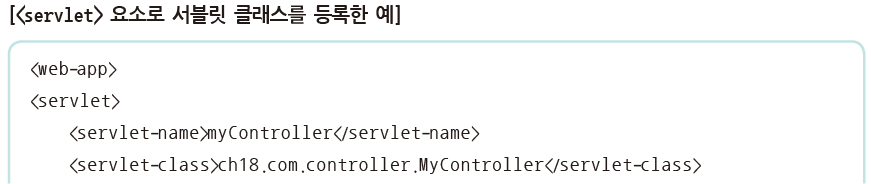 [<servlet> 요소로 서블릿 클래스를 등록한 예]
<web-app>
<servlet>
<servlet-name>myController</servlet-name>
<servlet-class>ch18.com.controller.MyController</servlet-class>